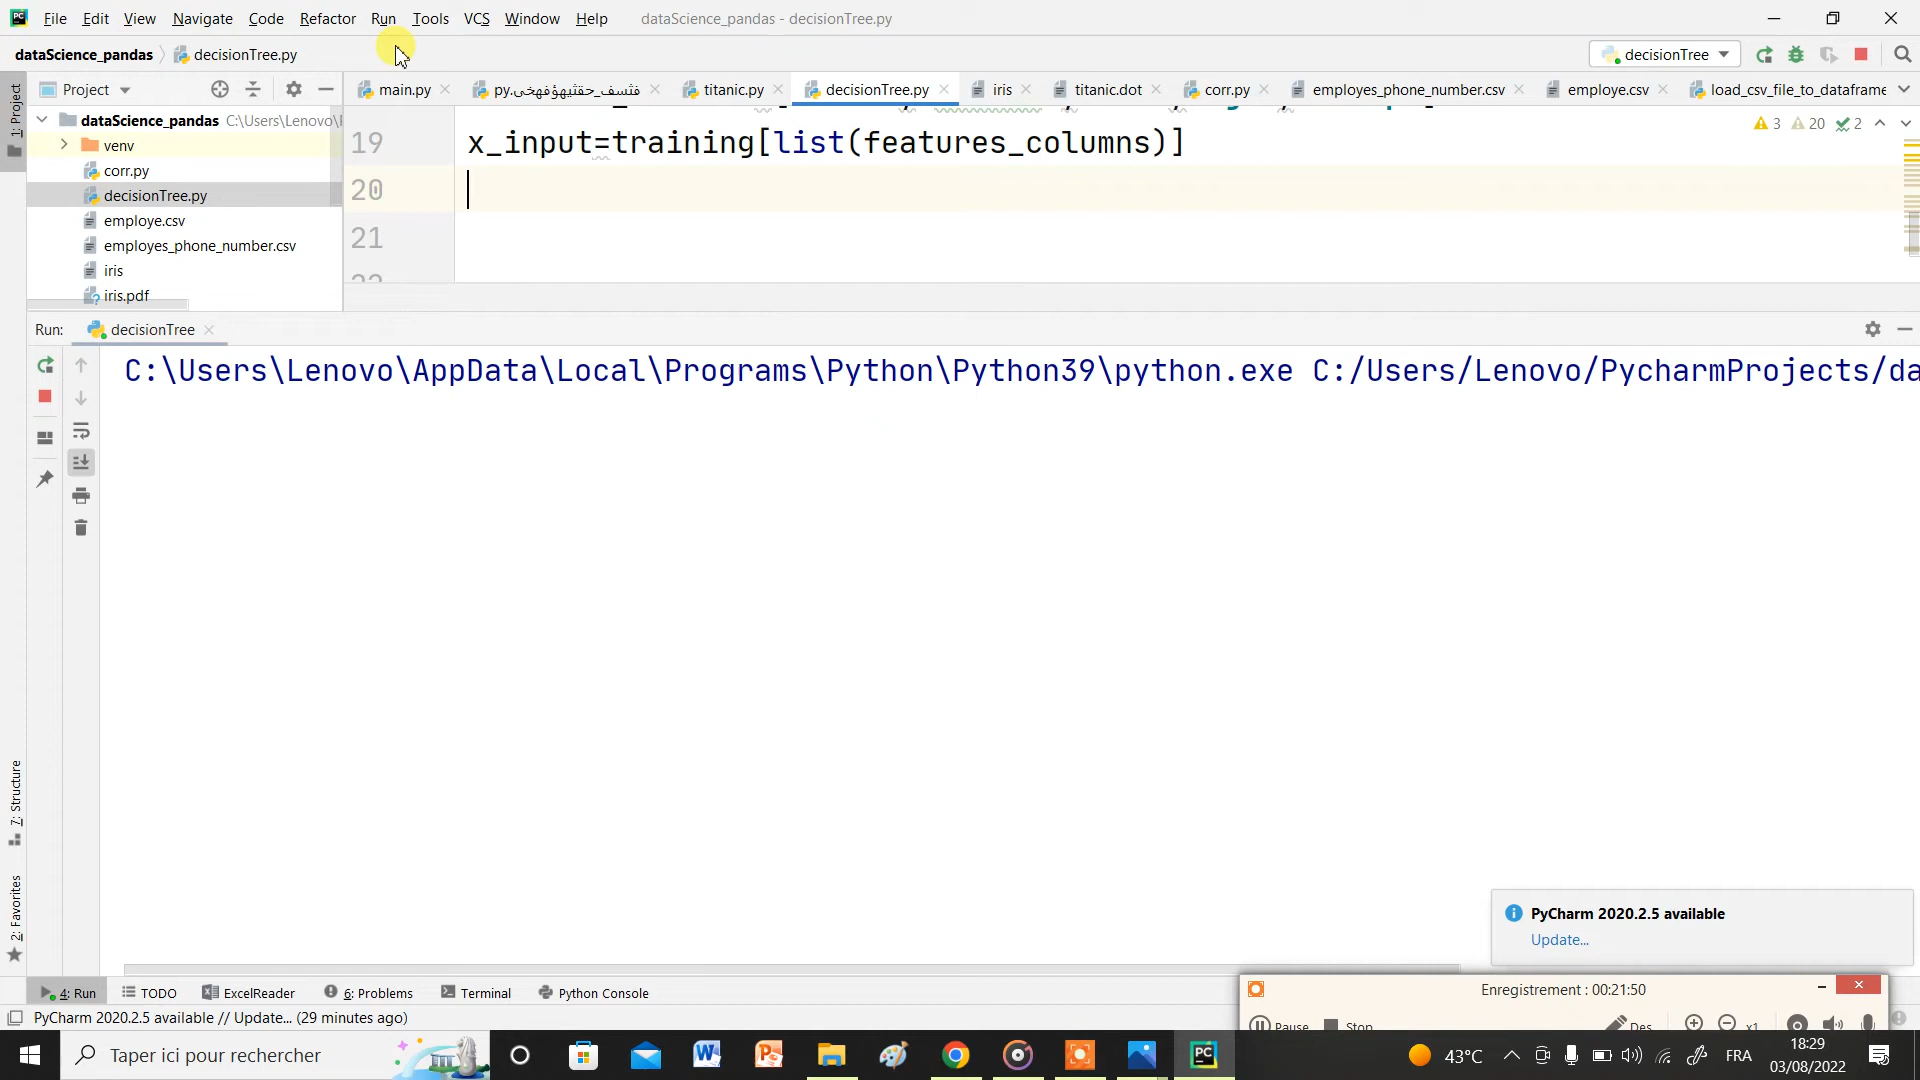 File Edit View Navigate Code Refactor Run Tools VCS Window Help dataScience_pandas - decisionTree.py
dataScience_pandas decisionTree.py decisionTree
1: Project
Project
main.py فثسف_حقثيهؤفهخى.py titanic.py decisionTree.py iris titanic.dot corr.py employes_phone_number.csv employe.csv load_csv_file_to_dataframe
dataScience_pandas C:\Users\Lenovo\
venv
corr.py
decisionTree.py
employe.csv
employes_phone_number.csv
iris
iris.pdf
3 20 2
19 x_input=training[list(features_columns)]
20
21
22
Run: decisionTree
C:\Users\Lenovo\AppData\Local\Programs\Python\Python39\python.exe C:/Users/Lenovo/PycharmProjects/da
7: Structure
2: Favorites
PyCharm 2020.2.5 available
Update...
4: Run TODO ExcelReader 6: Problems Terminal Python Console
Enregistrement : 00:21:50
Pause Stop Des x1
PyCharm 2020.2.5 available // Update... (29 minutes ago)
Taper ici pour rechercher
43°C FRA
18:29
03/08/2022